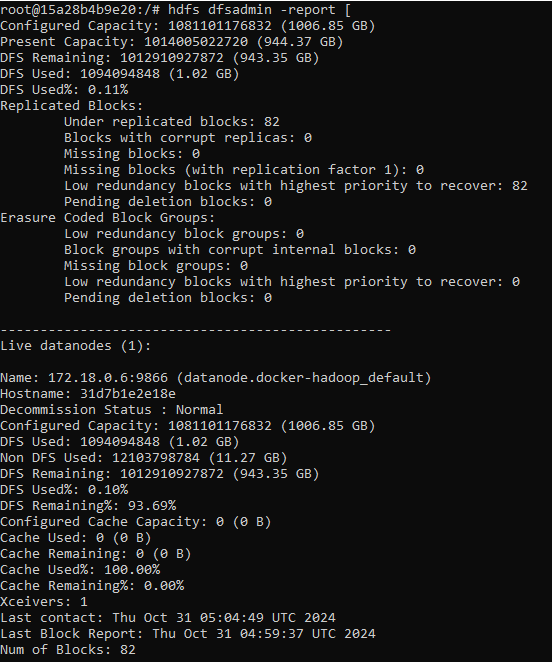 root@15a28b4b9e20:/# hdfs dfsadmin -report [
Configured Capacity: 1081101176832 (1006.85 GB)
Present Capacity: 1014005022720 (944.37 GB)
DFS Remaining: 1012910927872 (943.35 GB)
DFS Used: 1094094848 (1.02 GB)
DFS Used%: 0.11%
Replicated Blocks:
        Under replicated blocks: 82
        Blocks with corrupt replicas: 0
        Missing blocks: 0
        Missing blocks (with replication factor 1): 0
        Low redundancy blocks with highest priority to recover: 82
        Pending deletion blocks: 0
Erasure Coded Block Groups:
        Low redundancy block groups: 0
        Block groups with corrupt internal blocks: 0
        Missing block groups: 0
        Low redundancy blocks with highest priority to recover: 0
        Pending deletion blocks: 0

-------------------------------------------------
Live datanodes (1):

Name: 172.18.0.6:9866 (datanode.docker-hadoop_default)
Hostname: 31d7b1e2e18e
Decommission Status : Normal
Configured Capacity: 1081101176832 (1006.85 GB)
DFS Used: 1094094848 (1.02 GB)
Non DFS Used: 12103798784 (11.27 GB)
DFS Remaining: 1012910927872 (943.35 GB)
DFS Used%: 0.10%
DFS Remaining%: 93.69%
Configured Cache Capacity: 0 (0 B)
Cache Used: 0 (0 B)
Cache Remaining: 0 (0 B)
Cache Used%: 100.00%
Cache Remaining%: 0.00%
Xceivers: 1
Last contact: Thu Oct 31 05:04:49 UTC 2024
Last Block Report: Thu Oct 31 04:59:37 UTC 2024
Num of Blocks: 82